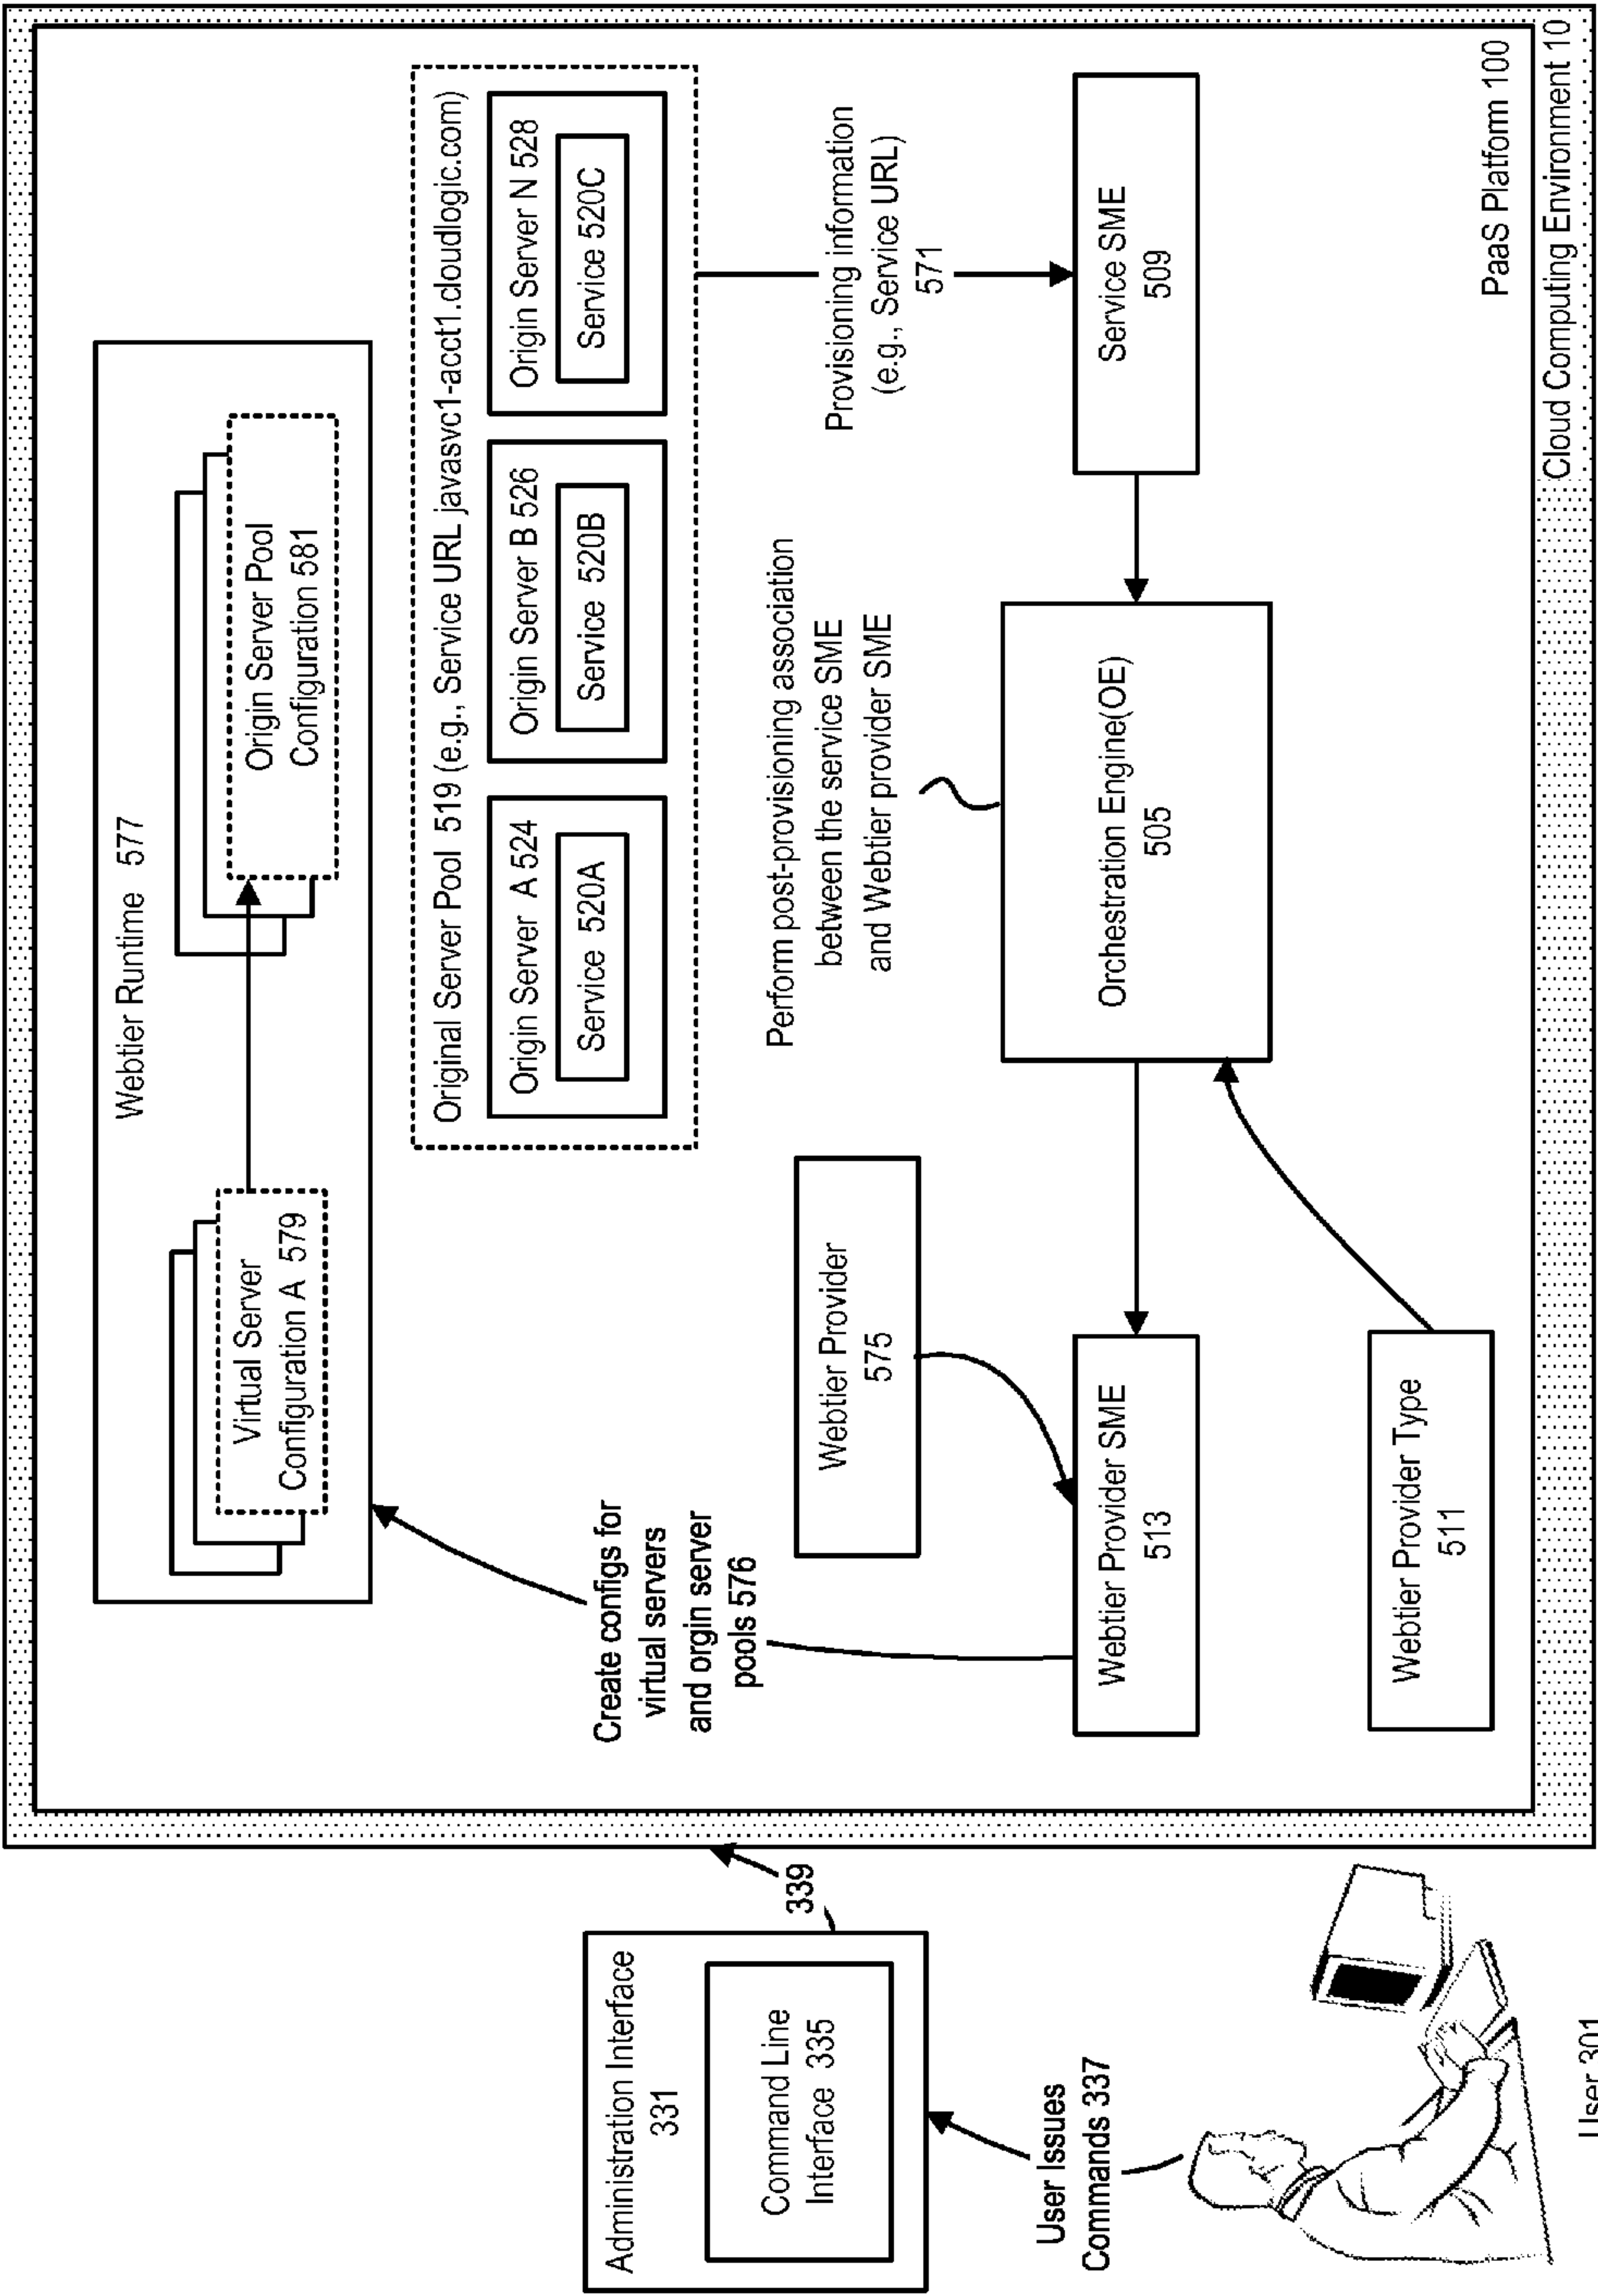 Webtier Runtime 577
Virtual Server
Configuration A 579
Origin Server Pool
Configuration 581
Original Server Pool 519 (e.g., Service URL javasvc1-acct1.cloudlogic.com)
Origin Server A 524
Service 520A
Origin Server B 526
Service 520B
Origin Server N 528
Service 520C
Administration Interface
331
Command Line
Interface 335
339
User Issues
Commands 337
User 301
Create configs for
virtual servers
and orgin server
pools 576
Webtier Provider
575
Perform post-provisioning association
between the service SME
and Webtier provider SME
Provisioning information
(e.g., Service URL)
571
Webtier Provider SME
513
Orchestration Engine(OE)
505
Service SME
509
Webtier Provider Type
511
PaaS Platform 100
Cloud Computing Environment 10